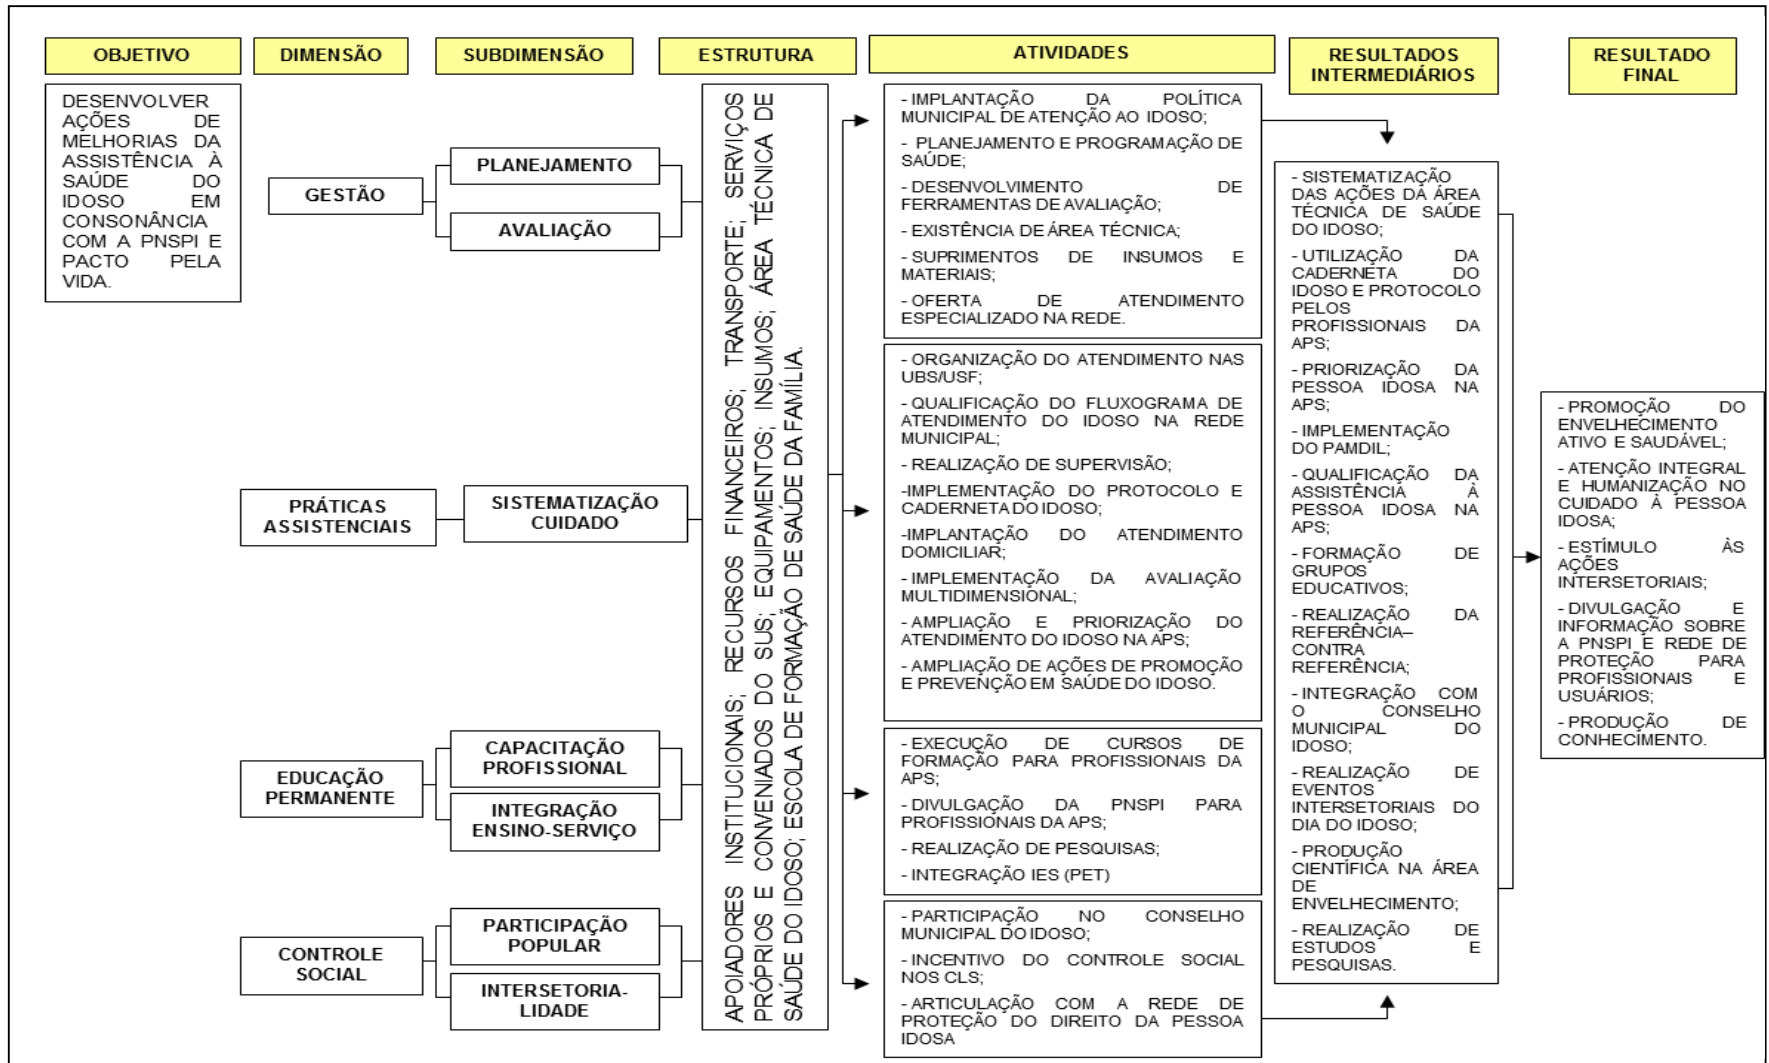 OBJETIVO
DIMENSÃO
SUBDIMENSÃO
ESTRUTURA
ATIVIDADES
RESULTADOS
INTERMEDIÁRIOS
RESULTADO
FINAL
DESENVOLVER
AÇÕES DE
MELHORIAS DA
ASSISTÊNCIA À
SAÚDE DO
IDOSO EM
CONSONÂNCIA
COM A PNSPI E
PACTO PELA
VIDA.
GESTÃO
PLANEJAMENTO
AVALIAÇÃO
PRÁTICAS
ASSISTENCIAIS
SISTEMATIZAÇÃO
CUIDADO
EDUCAÇÃO
PERMANENTE
CAPACITAÇÃO
PROFISSIONAL
INTEGRAÇÃO
ENSINO-SERVIÇO
CONTROLE
SOCIAL
PARTICIPAÇÃO
POPULAR
INTERSETORIA-
LIDADE
APOIADORES INSTITUCIONAIS; RECURSOS FINANCEIROS; TRANSPORTE; SERVIÇOS
PRÓPRIOS E CONVENIADOS DO SUS; EQUIPAMENTOS; INSUMOS; ÁREA TÉCNICA DE
SAÚDE DO IDOSO; ESCOLA DE FORMAÇÃO DE SAÚDE DA FAMÍLIA.
- IMPLANTAÇÃO DA POLÍTICA
MUNICIPAL DE ATENÇÃO AO IDOSO;
- PLANEJAMENTO E PROGRAMAÇÃO DE
SAÚDE;
- DESENVOLVIMENTO DE
FERRAMENTAS DE AVALIAÇÃO;
- EXISTÊNCIA DE ÁREA TÉCNICA;
- SUPRIMENTOS DE INSUMOS E
MATERIAIS;
- OFERTA DE ATENDIMENTO
ESPECIALIZADO NA REDE.
- ORGANIZAÇÃO DO ATENDIMENTO NAS
UBS/USF;
- QUALIFICAÇÃO DO FLUXOGRAMA DE
ATENDIMENTO DO IDOSO NA REDE
MUNICIPAL;
- REALIZAÇÃO DE SUPERVISÃO;
-IMPLEMENTAÇÃO DO PROTOCOLO E
CADERNETA DO IDOSO;
-IMPLANTAÇÃO DO ATENDIMENTO
DOMICILIAR;
- IMPLEMENTAÇÃO DA AVALIAÇÃO
MULTIDIMENSIONAL;
- AMPLIAÇÃO E PRIORIZAÇÃO DO
ATENDIMENTO DO IDOSO NA APS;
- AMPLIAÇÃO DE AÇÕES DE PROMOÇÃO
E PREVENÇÃO EM SAÚDE DO IDOSO.
- EXECUÇÃO DE CURSOS DE
FORMAÇÃO PARA PROFISSIONAIS DA
APS;
- DIVULGAÇÃO DA PNSPI PARA
PROFISSIONAIS DA APS;
- REALIZAÇÃO DE PESQUISAS;
- INTEGRAÇÃO IES (PET)
- PARTICIPAÇÃO NO CONSELHO
MUNICIPAL DO IDOSO;
- INCENTIVO DO CONTROLE SOCIAL
NOS CLS;
- ARTICULAÇÃO COM A REDE DE
PROTEÇÃO DO DIREITO DA PESSOA
IDOSA
- SISTEMATIZAÇÃO
DAS AÇÕES DA ÁREA
TÉCNICA DE SAÚDE
DO IDOSO;
- UTILIZAÇÃO DA
CADERNETA DO
IDOSO E PROTOCOLO
PELOS
PROFISSIONAIS DA
APS;
- PRIORIZAÇÃO DA
PESSOA IDOSA NA
APS;
- IMPLEMENTAÇÃO
DO PAMDIL;
- QUALIFICAÇÃO DA
ASSISTÊNCIA À
PESSOA IDOSA NA
APS;
- FORMAÇÃO DE
GRUPOS
EDUCATIVOS;
- REALIZAÇÃO DA
REFERÊNCIA–
CONTRA
REFERÊNCIA;
- INTEGRAÇÃO COM
O CONSELHO
MUNICIPAL DO
IDOSO;
- REALIZAÇÃO DE
EVENTOS
INTERSETORIAIS DO
DIA DO IDOSO;
- PRODUÇÃO
CIENTÍFICA NA ÁREA
DE
ENVELHECIMENTO;
- REALIZAÇÃO DE
ESTUDOS E
PESQUISAS.
- PROMOÇÃO DO
ENVELHECIMENTO
ATIVO E SAUDÁVEL;
- ATENÇÃO INTEGRAL
E HUMANIZAÇÃO NO
CUIDADO À PESSOA
IDOSA;
- ESTÍMULO ÀS
AÇÕES
INTERSETORIAIS;
- DIVULGAÇÃO E
INFORMAÇÃO SOBRE
A PNSPI E REDE DE
PROTEÇÃO PARA
PROFISSIONAIS E
USUÁRIOS;
- PRODUÇÃO DE
CONHECIMENTO.